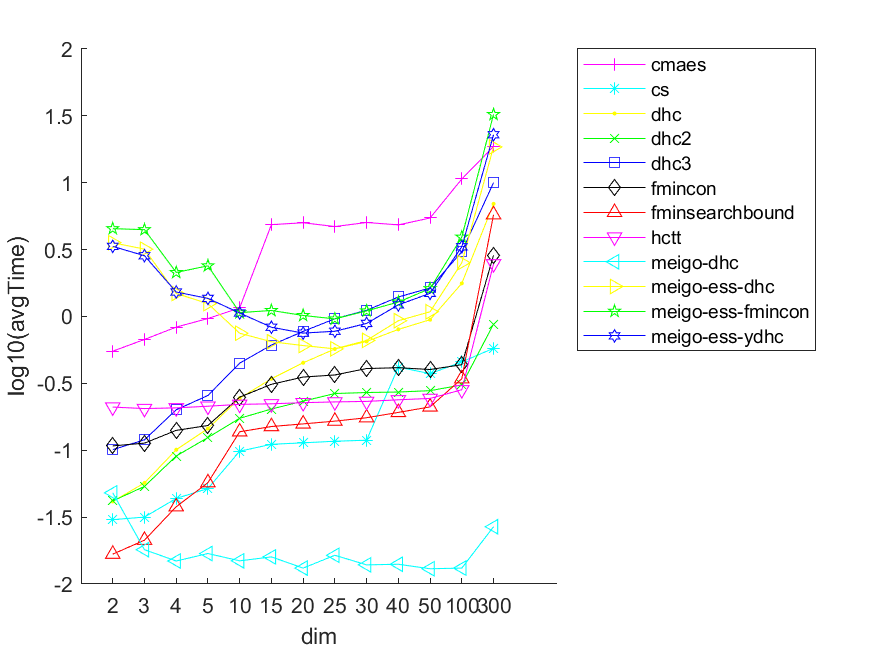 2
1.5
1
0.5
0
-0.5
-1
-1.5
-2
log10(avgTime)
2 3 4 5 10 15 20 25 30 40 50 100 300
dim
cmaes
cs
dhc
dhc2
dhc3
fmincon
fminsearchbound
hctt
meigo-dhc
meigo-ess-dhc
meigo-ess-fmincon
meigo-ess-ydhc